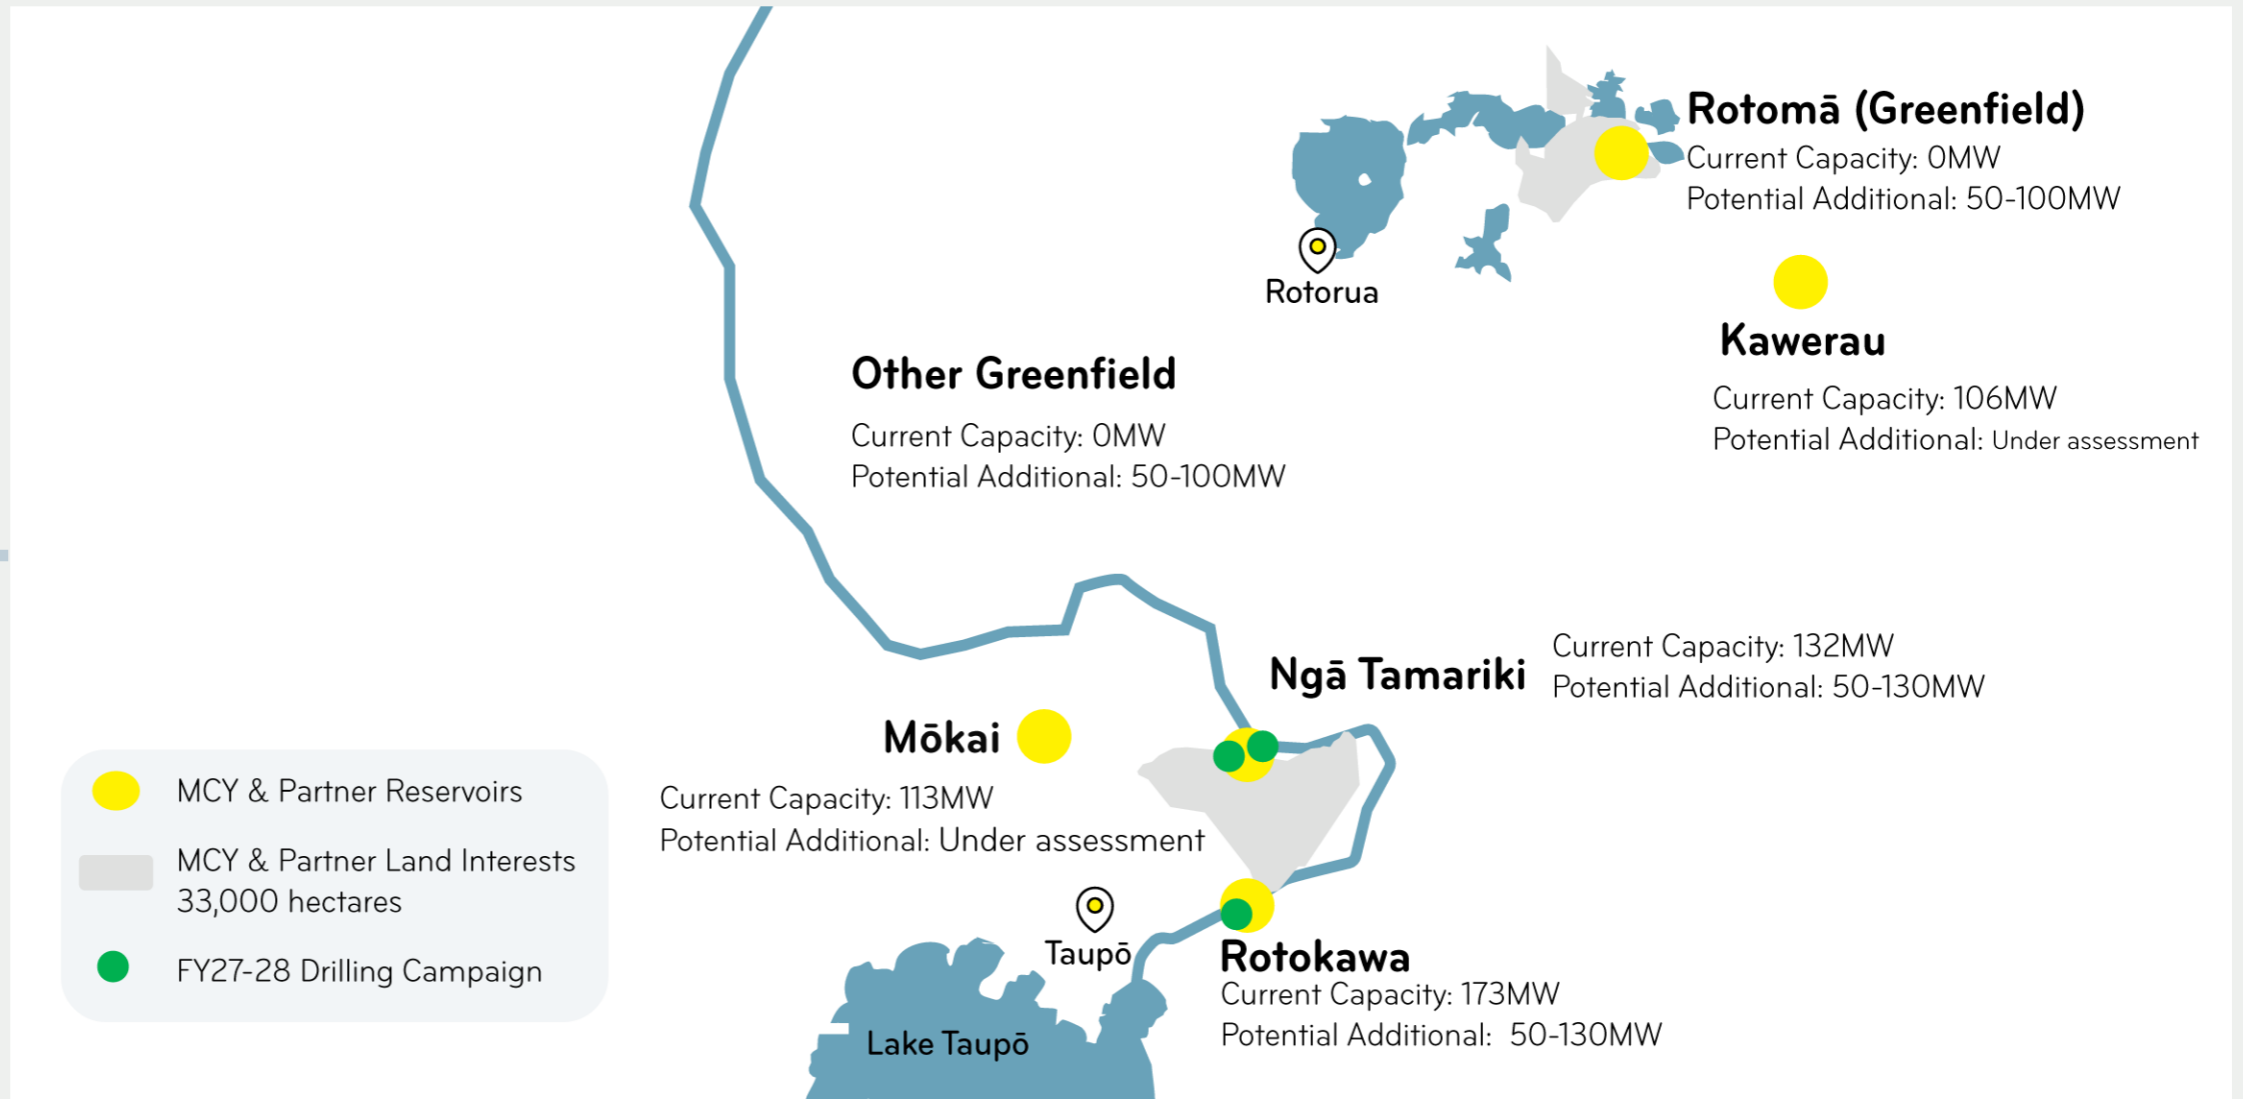 Rotomā (Greenfield)
Current Capacity: 0MW
Potential Additional: 50-100MW
Rotorua
Kawerau
Current Capacity: 106MW
Potential Additional: Under assessment
Other Greenfield
Current Capacity: 0MW
Potential Additional: 50-100MW
Ngā Tamariki
Current Capacity: 132MW
Potential Additional: 50-130MW
Mōkai
Current Capacity: 113MW
Potential Additional: Under assessment
MCY & Partner Reservoirs
MCY & Partner Land Interests
33,000 hectares
FY27-28 Drilling Campaign
Taupō
Rotokawa
Current Capacity: 173MW
Potential Additional: 50-130MW
Lake Taupō